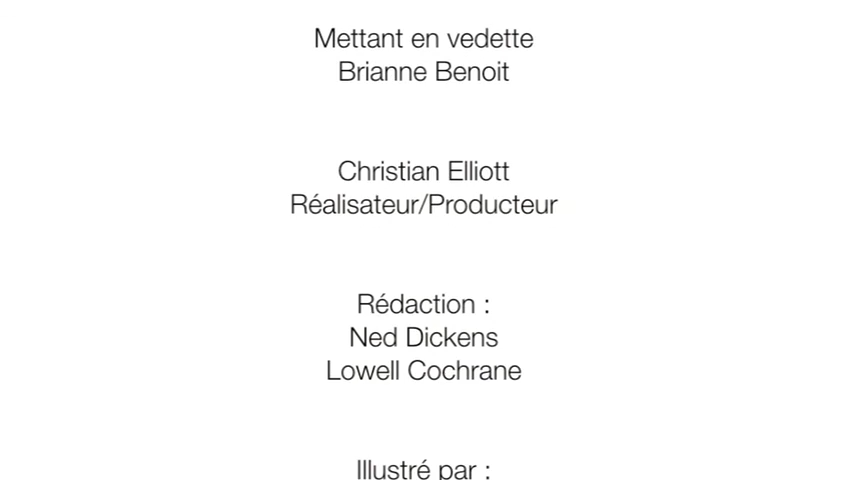 Mettant en vedette
Brianne Benoit
Christian Elliott
Réalisateur/Producteur
Rédaction :
Ned Dickens
Lowell Cochrane
Illustré par :